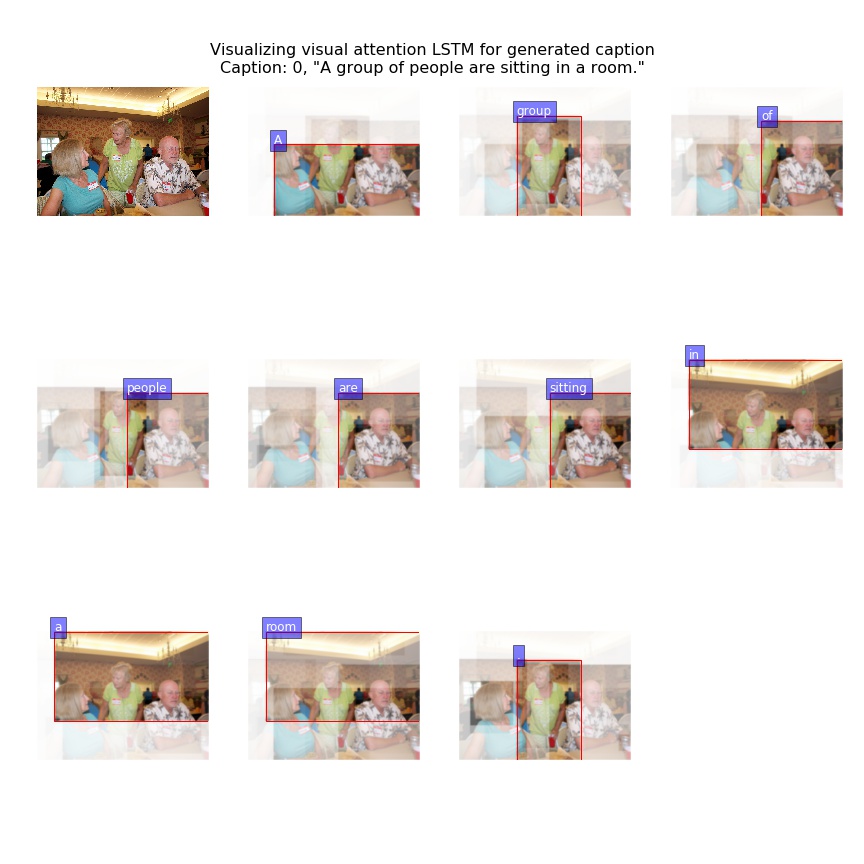 Visualizing visual attention LSTM for generated caption
Caption: 0, "A group of people are sitting in a room."
A
group
of
people
are
sitting
in
a
room
.